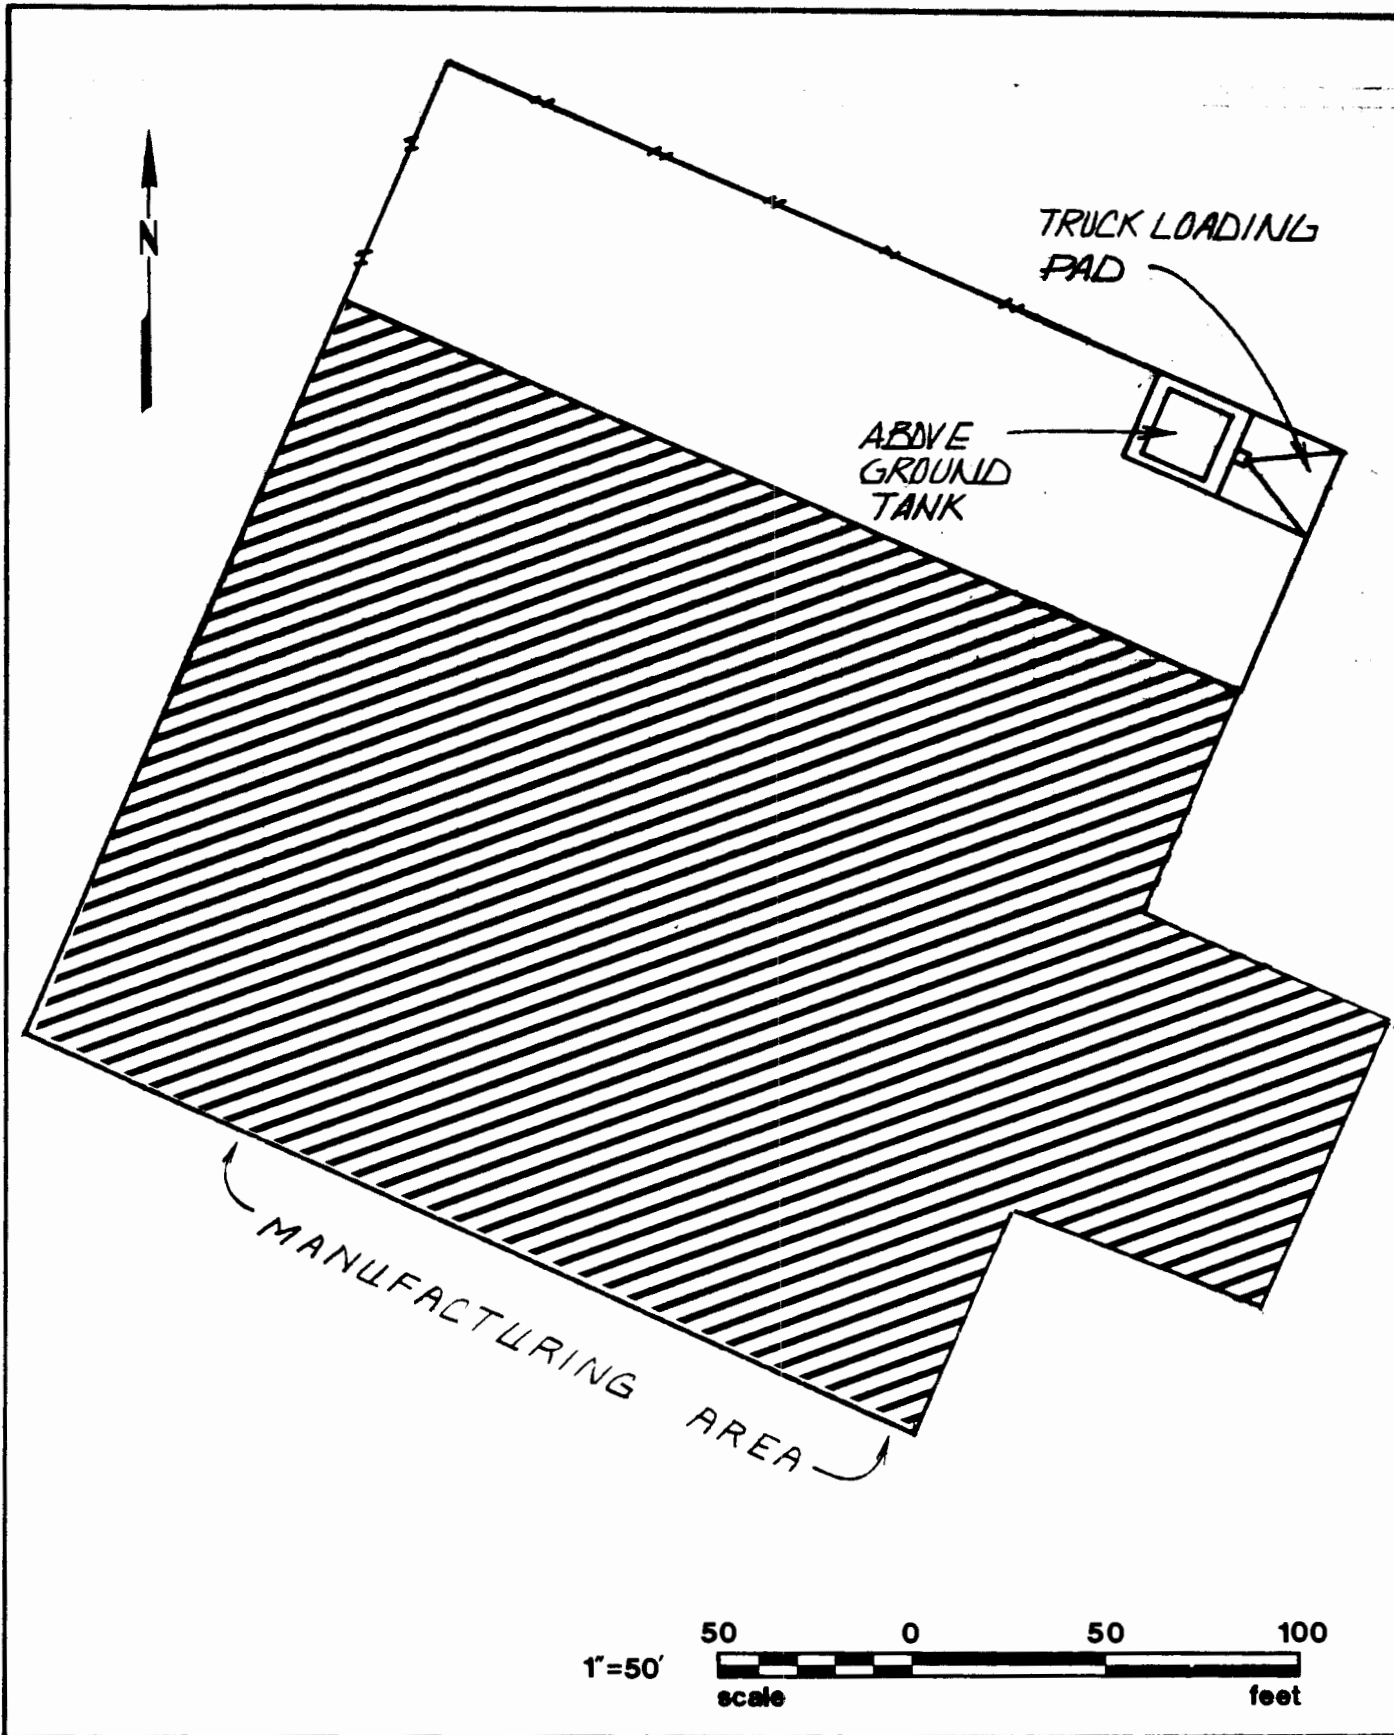 N
TRUCK LOADING
PAD
ABOVE
GROUND
TANK
MANUFACTURING AREA
50 0 50 100
1"=50'
scale feet